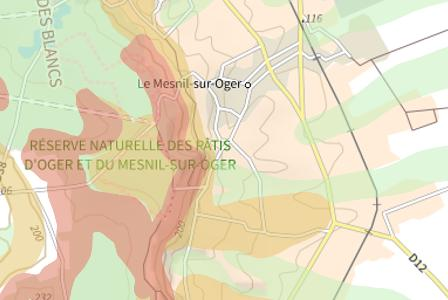 116
DES BLANCS
Le Mesnil-sur-Oger
RÉSERVE NATURELLE DES PÂTIS
D'OGER ET DU MESNIL-SUR-OGER
200
200
D12
232